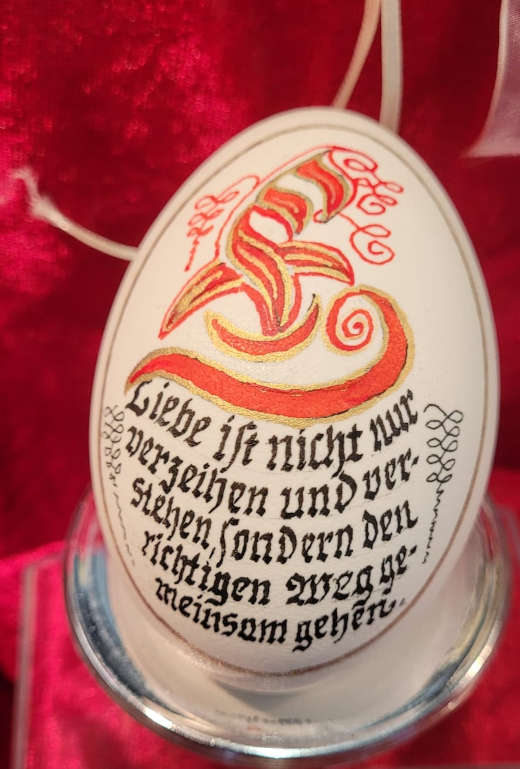 L
Liebe ist nicht nur
verzeihen und ver-
stehen, sondern den
richtigen Weg ge-
meinsam gehen.